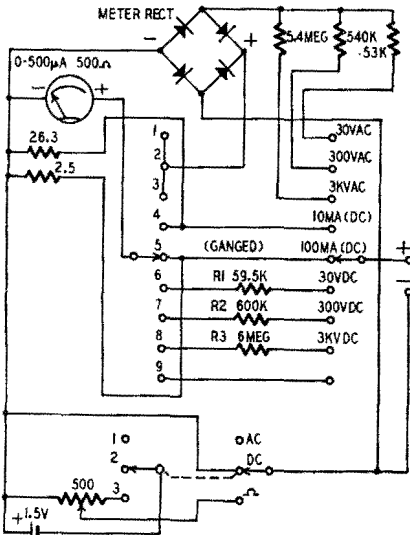 METER RECT
5.4MEG 540K
.53K
- +
0-500µA 500Ω
- +
26.3
2.5
1
2
3
4
5
6
7
8
9
30VAC
300VAC
3KVAC
10MA (DC)
(GANGED) 100MA (DC)
R1 59.5K 30VDC
R2 600K 300VDC
R3 6MEG 3KVDC
+
-
1
2
3
AC
DC
Ω
500
+ 1.5V